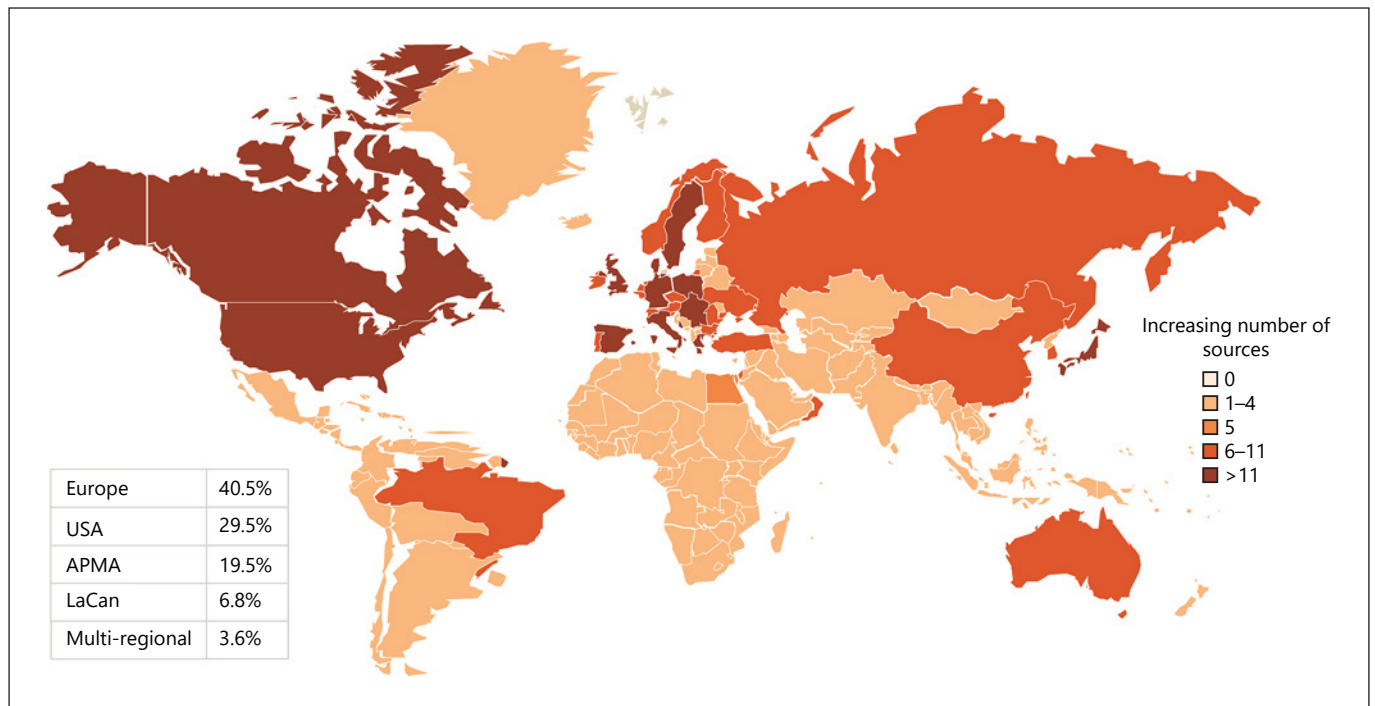 Increasing number of
sources
0
1–4
5
6–11
>11
Europe 40.5%
USA 29.5%
APMA 19.5%
LaCan 6.8%
Multi-regional 3.6%